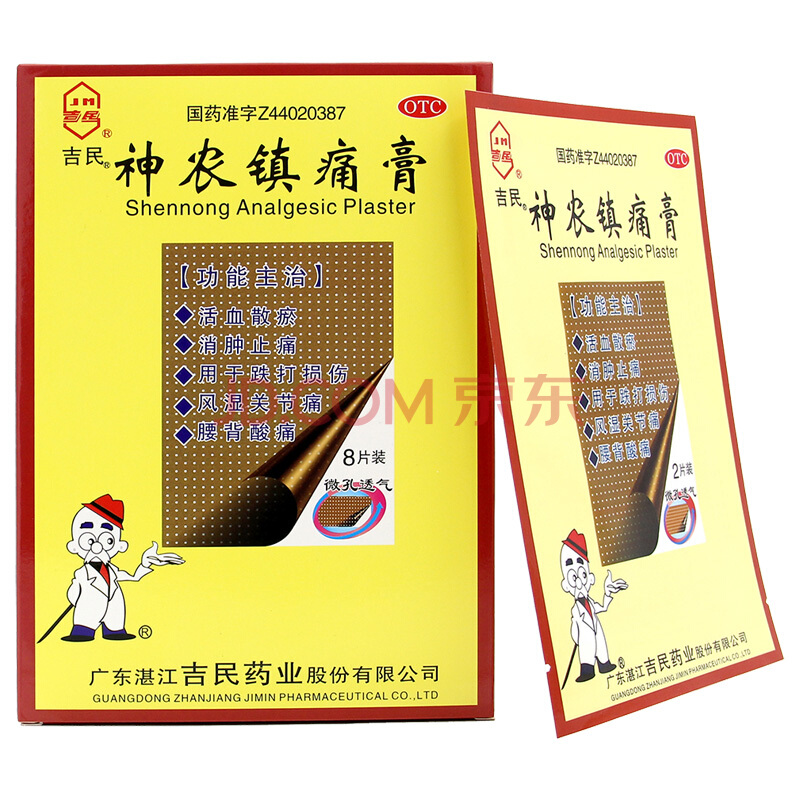 JM
吉民
®
国药准字Z44020387
OTC
吉民® 神农镇痛膏
Shennong Analgesic Plaster
【功能主治】
◆活血散瘀
◆消肿止痛
◆用于跌打损伤
◆风湿关节痛
◆腰背酸痛
8片装
微孔透气
®
广东湛江吉民药业股份有限公司
GUANGDONG ZHANJIANG JIMIN PHARMACEUTICAL CO.,LTD
JM
吉民
®
国药准字Z44020387
OTC
吉民® 神农镇痛膏
Shennong Analgesic Plaster
【功能主治】
◆活血散瘀
◆消肿止痛
◆用于跌打损伤
◆风湿关节痛
◆腰背酸痛
2片装
微孔透气
®
广东湛江吉民药业股份有限公司
GUANGDONG ZHANJIANG JIMIN PHARMACEUTICAL CO.,LTD
JD.COM 京东